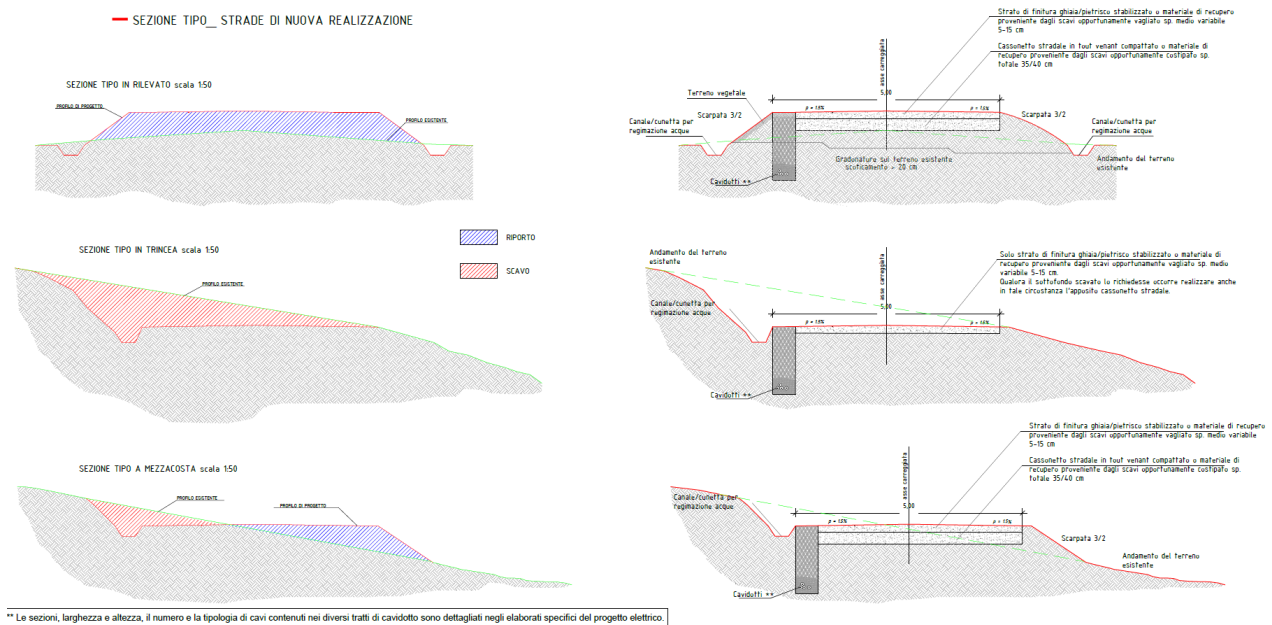 SEZIONE TIPO_ STRADE DI NUOVA REALIZZAZIONE
SEZIONE TIPO IN RILEVATO scala 1:50
PROFILO DI PROGETTO
PROFILO ESISTENTE
Strato di finitura ghiaia/pietrisco stabilizzato o materiale di recupero
proveniente dagli scavi opportunamente vagliato sp. medio variabile
5-15 cm
Cassonetto stradale in tout venant compattato o materiale di
recupero proveniente dagli scavi opportunamente costipato sp.
totale 35/40 cm
asse carreggiata
5,00
Terreno vegetale
p = 1.5%
p = 1.5%
Scarpata 3/2
Scarpata 3/2
Canale/cunetta per
regimazione acque
Canale/cunetta per
regimazione acque
Gradonature sul terreno esistente
scoticamento > 20 cm
Andamento del terreno
esistente
Cavidotti **
SEZIONE TIPO IN TRINCEA scala 1:50
PROFILO ESISTENTE
RIPORTO
SCAVO
Andamento del terreno
esistente
Solo strato di finitura ghiaia/pietrisco stabilizzato o materiale di
recupero proveniente dagli scavi opportunamente vagliato sp. medio
variabile 5-15 cm.
Qualora il sottofondo scavato lo richiedesse occorre realizzare anche
in tale circostanza l'apposito cassonetto stradale.
asse carreggiata
5,00
Canale/cunetta per
regimazione acque
p = 1.5%
p = 1.5%
Cavidotti **
SEZIONE TIPO A MEZZACOSTA scala 1:50
PROFILO ESISTENTE
PROFILO DI PROGETTO
Strato di finitura ghiaia/pietrisco stabilizzato o materiale di recupero
proveniente dagli scavi opportunamente vagliato sp. medio variabile
5-15 cm
Cassonetto stradale in tout venant compattato o materiale di
recupero proveniente dagli scavi opportunamente costipato sp.
totale 35/40 cm
asse carreggiata
5,00
Canale/cunetta per
regimazione acque
p = 1.5%
p = 1.5%
Scarpata 3/2
Andamento del terreno
esistente
Cavidotti **
** Le sezioni, larghezza e altezza, il numero e la tipologia di cavi contenuti nei diversi tratti di cavidotto sono dettagliati negli elaborati specifici del progetto elettrico.